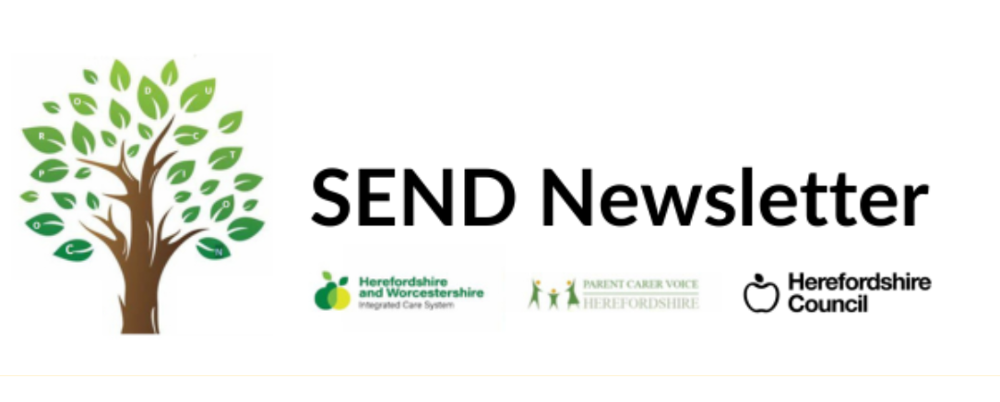 C O P R O D U C T I O N
SEND Newsletter
Herefordshire
and Worcestershire
Integrated Care System
PARENT CARER VOICE
HEREFORDSHIRE
Herefordshire
Council